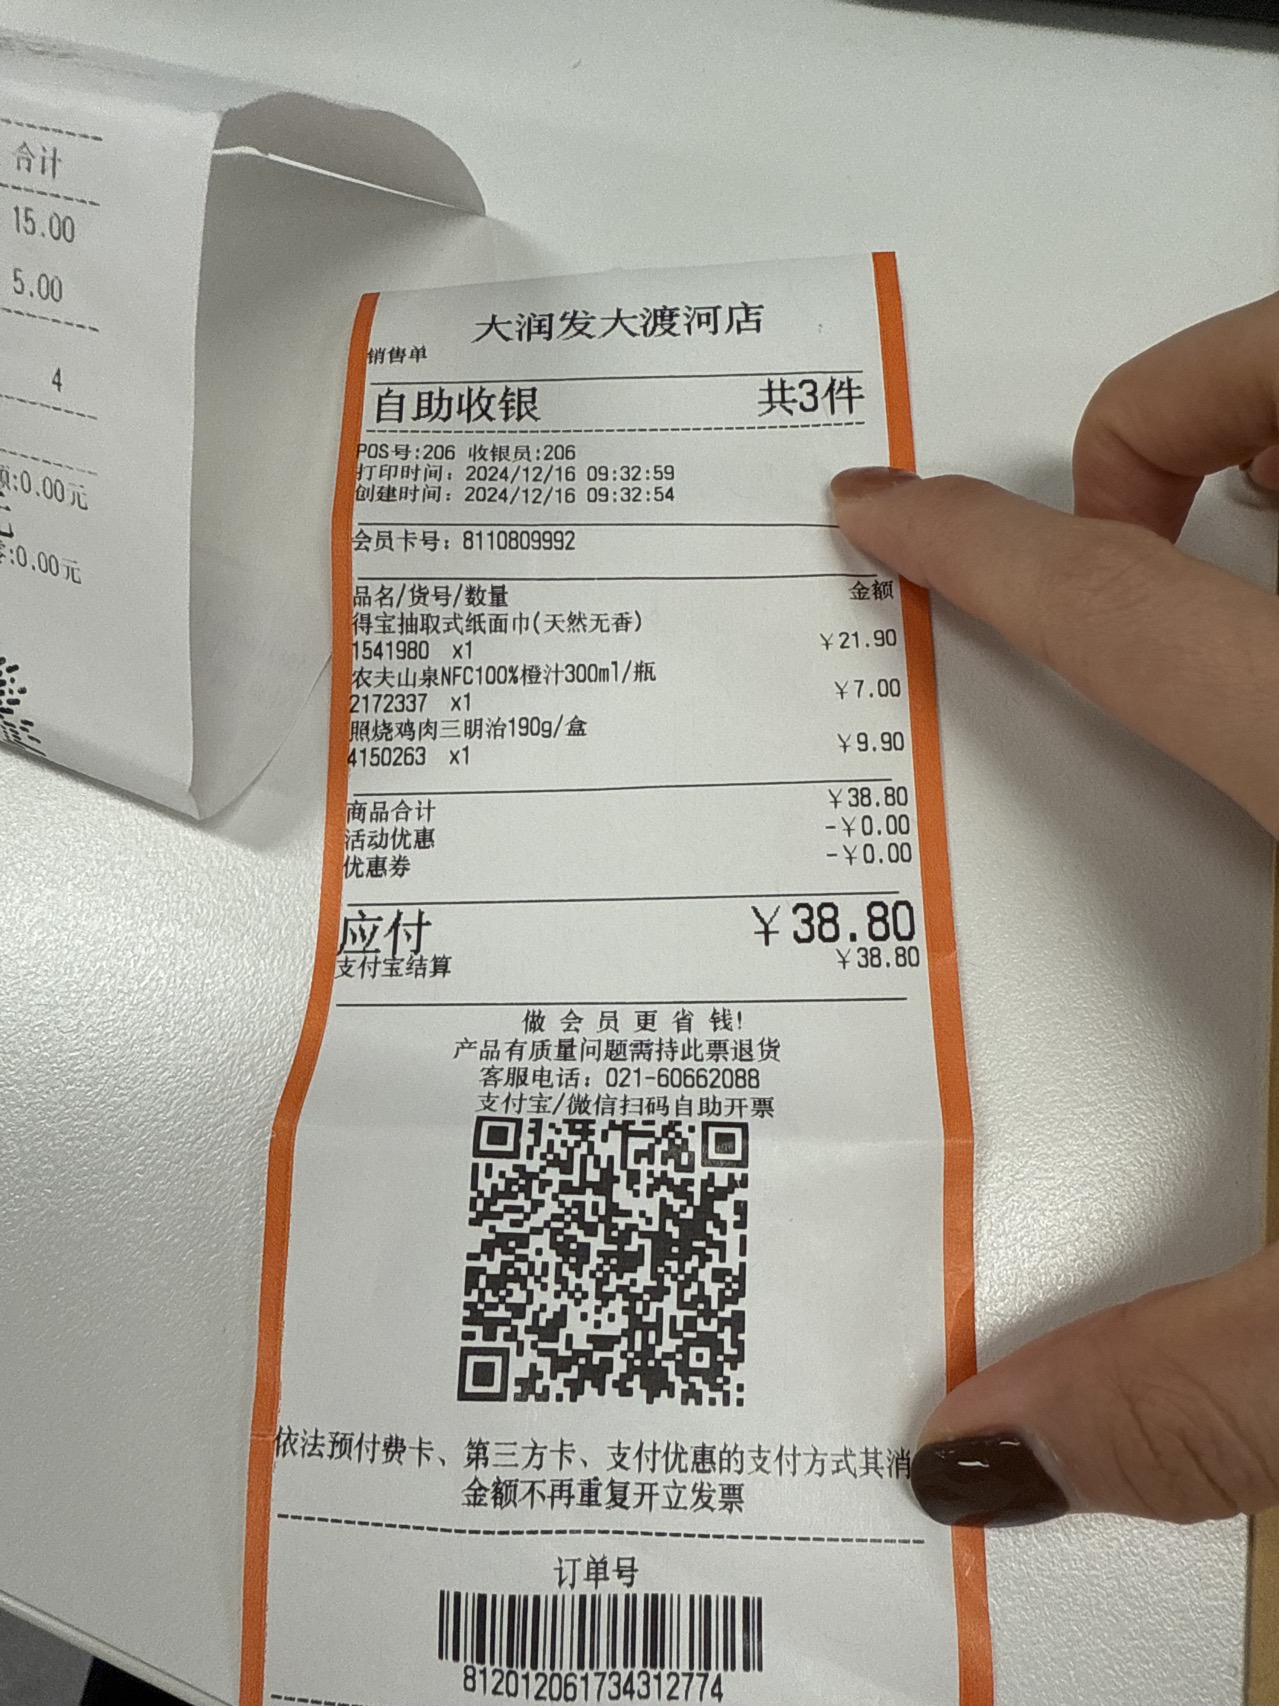 合计
15.00
5.00
4
:0.00元
:0.00元
大润发大渡河店
销售单
自助收银 共3件
POS号:206 收银员:206
打印时间：2024/12/16 09:32:59
创建时间：2024/12/16 09:32:54
会员卡号：8110809992
品名/货号/数量 金额
得宝抽取式纸面巾(天然无香)
1541980 x1 ￥21.90
农夫山泉NFC100%橙汁300ml/瓶
2172337 x1 ￥7.00
照烧鸡肉三明治190g/盒
4150263 x1 ￥9.90
商品合计 ￥38.80
活动优惠 -￥0.00
优惠券 -￥0.00
应付 ￥38.80
支付宝结算 ￥38.80
做会员更省钱!
产品有质量问题需持此票退货
客服电话：021-60662088
支付宝/微信扫码自助开票
依法预付费卡、第三方卡、支付优惠的支付方式其消
金额不再重复开立发票
订单号
812012061734312774